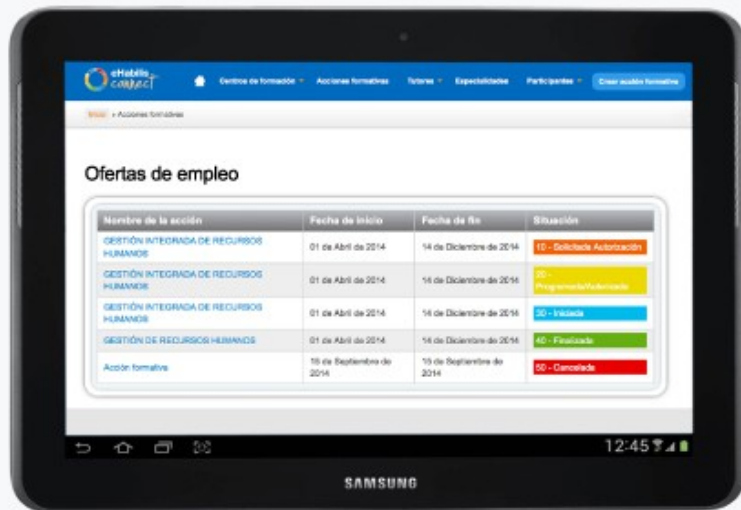 eHabilis
connect
Centros de formación Acciones formativas Tutores Especialidades Participantes Crear acción formativa
Inicio » Acciones formativas
Ofertas de empleo
Nombre de la acción Fecha de inicio Fecha de fin Situación
GESTIÓN INTEGRADA DE RECURSOS
HUMANOS 01 de Abril de 2014 14 de Diciembre de 2014 10 - Solicitada Autorización
GESTIÓN INTEGRADA DE RECURSOS
HUMANOS 01 de Abril de 2014 14 de Diciembre de 2014 20 -
Programada/Autorizada
GESTIÓN INTEGRADA DE RECURSOS
HUMANOS 01 de Abril de 2014 14 de Diciembre de 2014 30 - Iniciada
GESTIÓN DE RECURSOS HUMANOS 01 de Abril de 2014 14 de Diciembre de 2014 40 - Finalizada
Acción formativa 15 de Septiembre de
2014 15 de Septiembre de
2014 50 - Cancelada
12:45
SAMSUNG